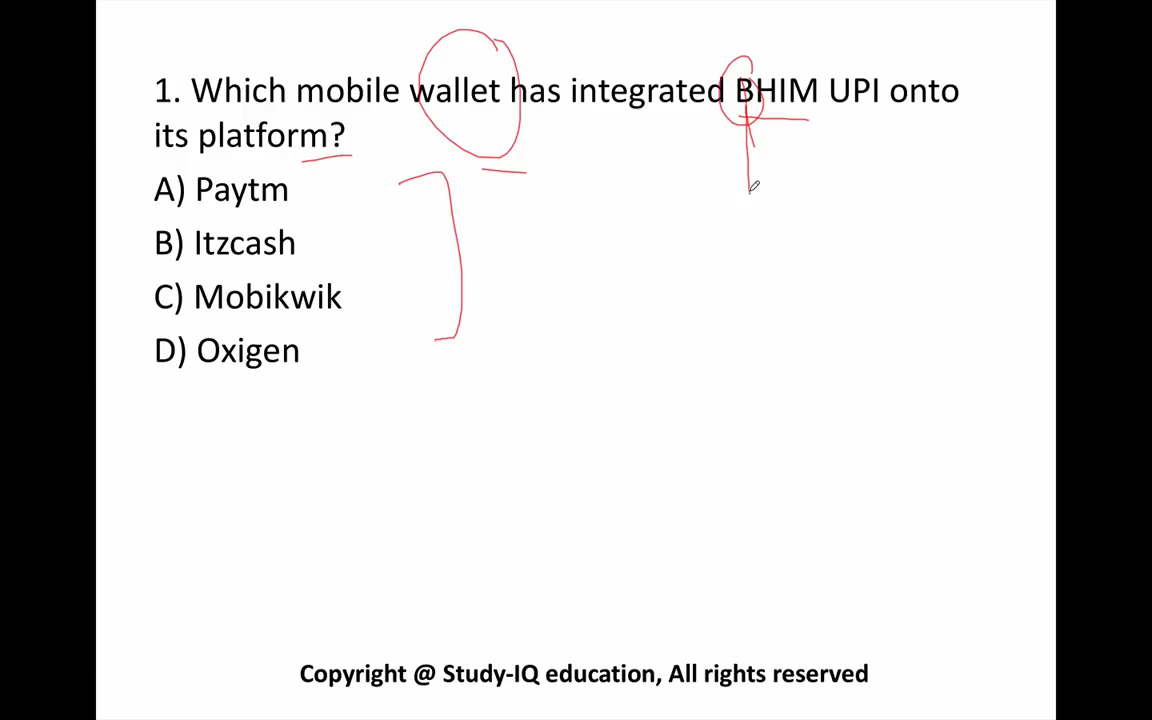 1. Which mobile wallet has integrated BHIM UPI onto
its platform?
A) Paytm
B) Itzcash
C) Mobikwik
D) Oxigen
Copyright @ Study-IQ education, All rights reserved